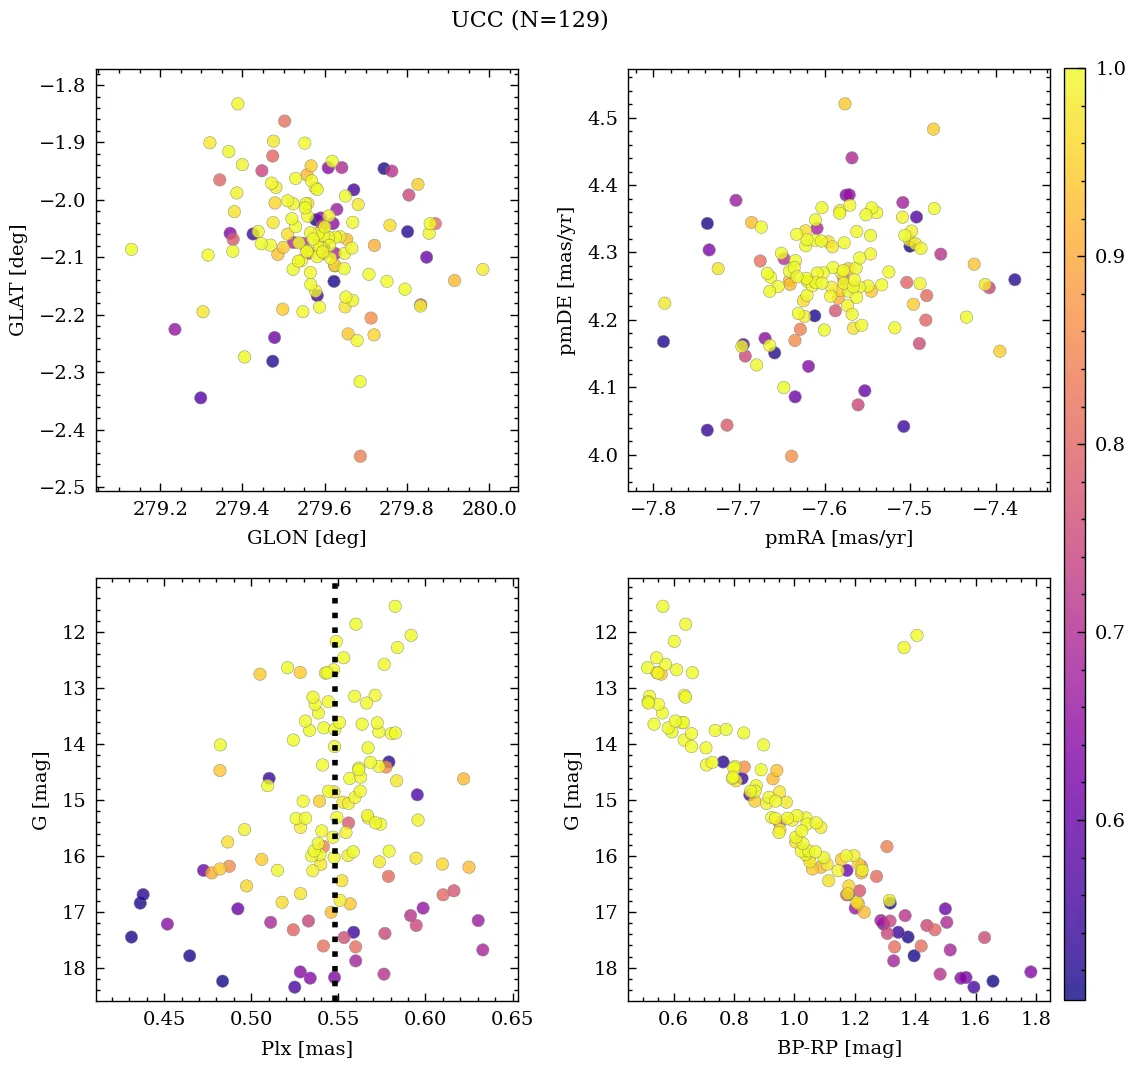 UCC (N=129)
−1.8
−1.9
−2.0
−2.1
−2.2
−2.3
−2.4
−2.5
GLAT [deg]
279.2 279.4 279.6 279.8 280.0
GLON [deg]
4.5
4.4
4.3
4.2
4.1
4.0
pmDE [mas/yr]
−7.8 −7.7 −7.6 −7.5 −7.4
pmRA [mas/yr]
12
13
14
15
16
17
18
G [mag]
0.45 0.50 0.55 0.60 0.65
Plx [mas]
12
13
14
15
16
17
18
G [mag]
0.6 0.8 1.0 1.2 1.4 1.6 1.8
BP-RP [mag]
1.0
0.9
0.8
0.7
0.6